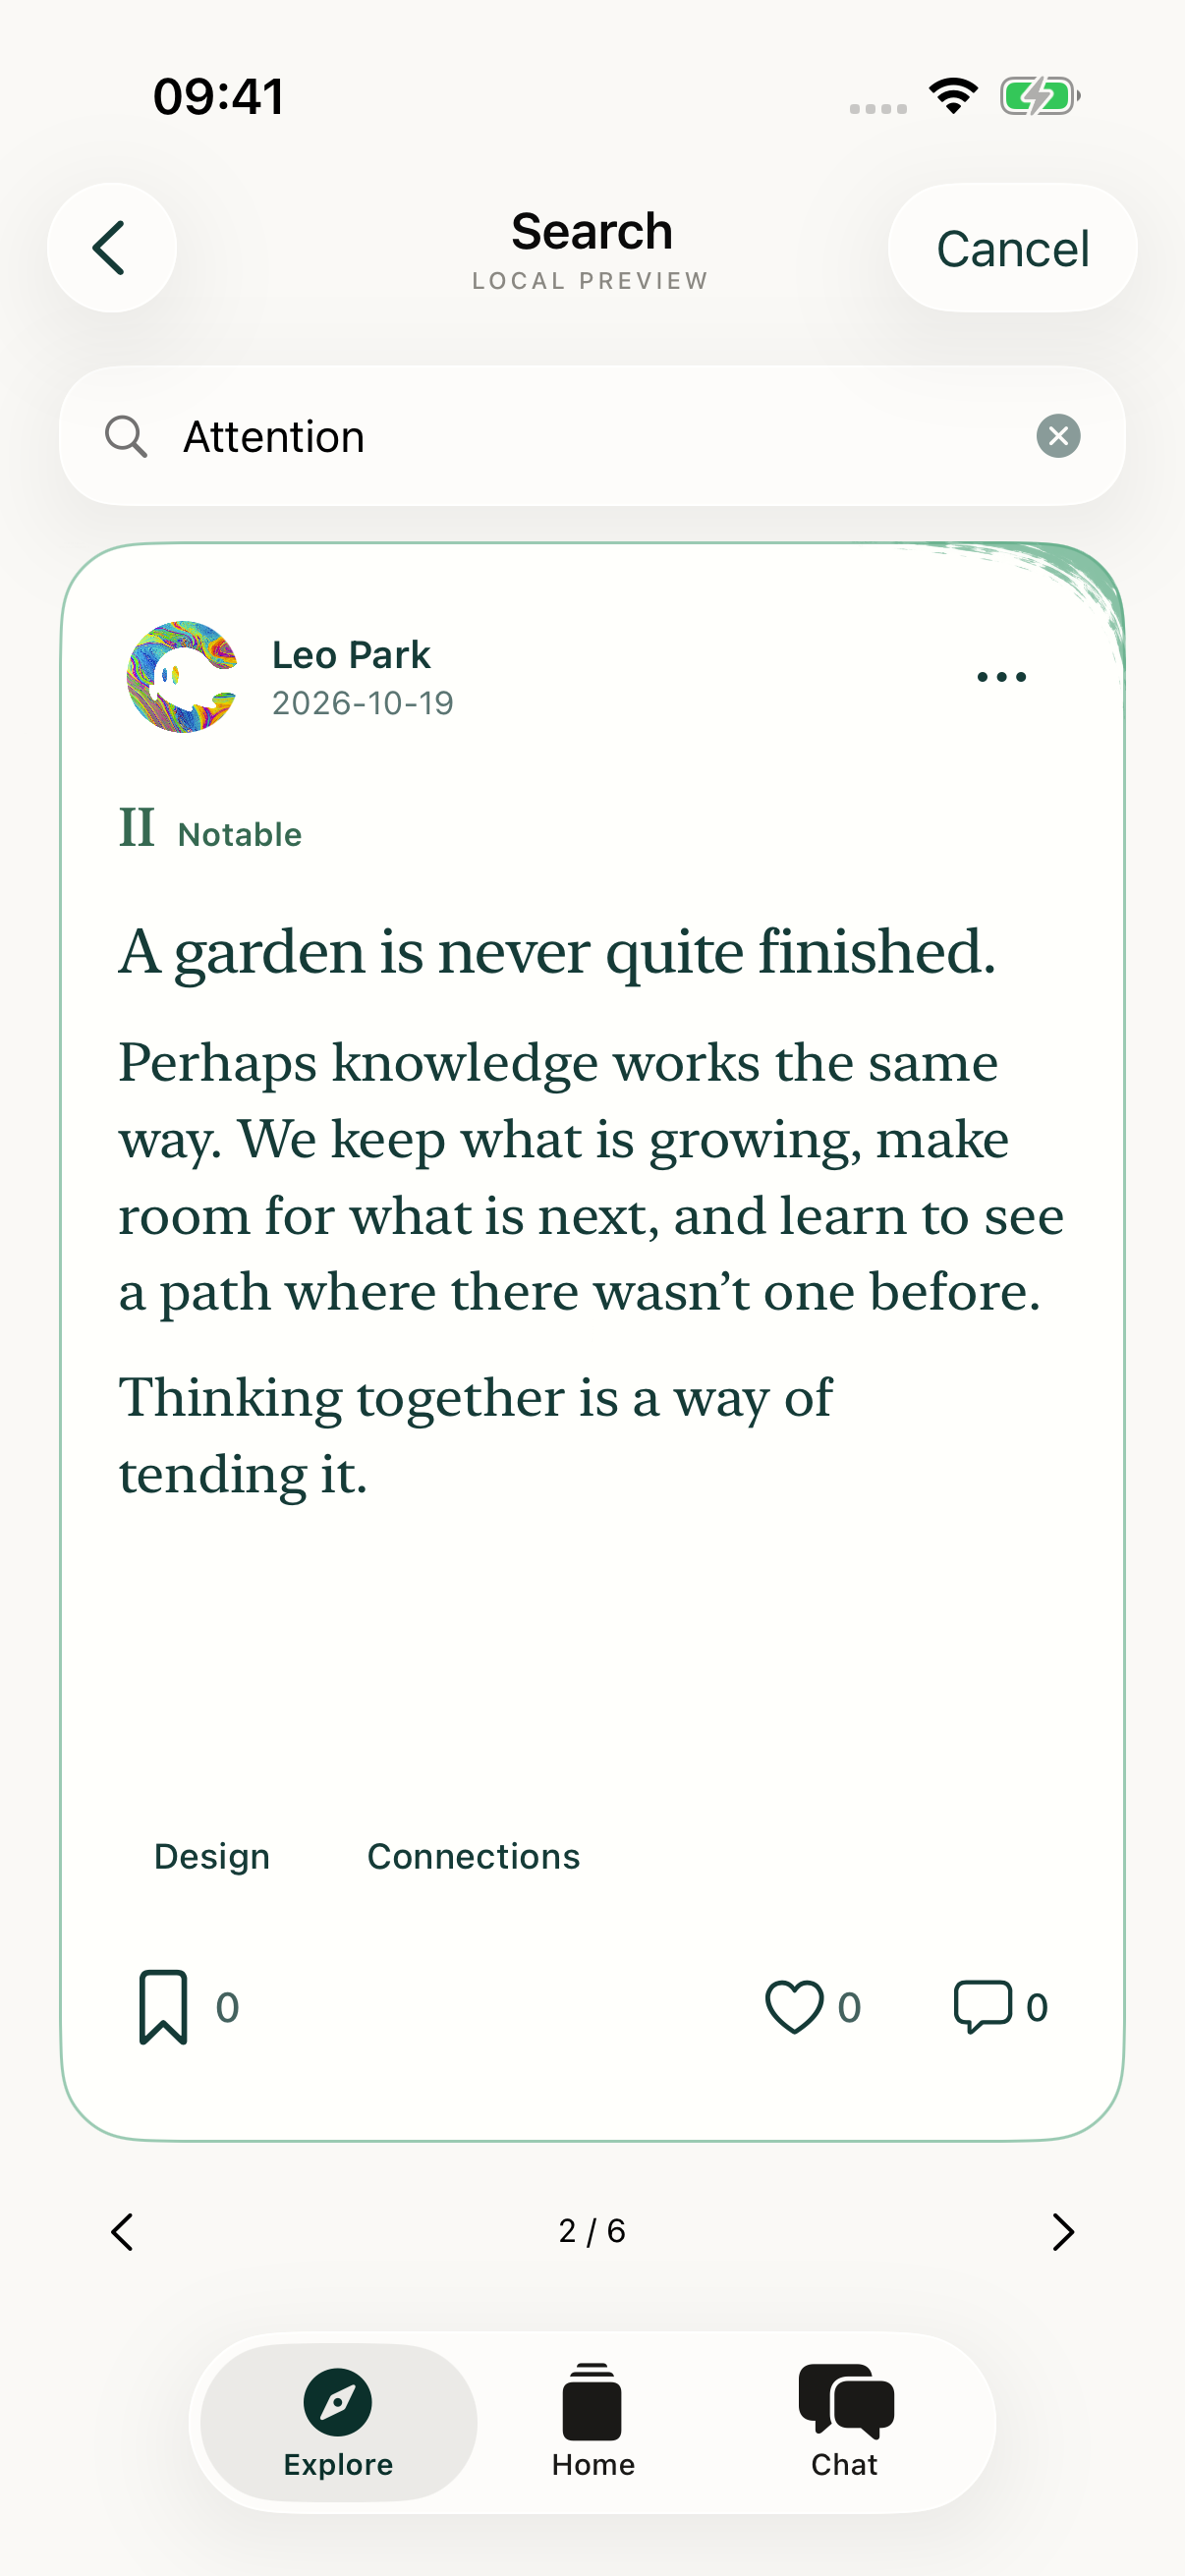 09:41
Search
Cancel
LOCAL PREVIEW
Attention
Leo Park
2026-10-19
II Notable
A garden is never quite finished.
Perhaps knowledge works the same
way. We keep what is growing, make
room for what is next, and learn to see
a path where there wasn’t one before.
Thinking together is a way of
tending it.
Design Connections
0 0 0
2 / 6
Explore Home Chat